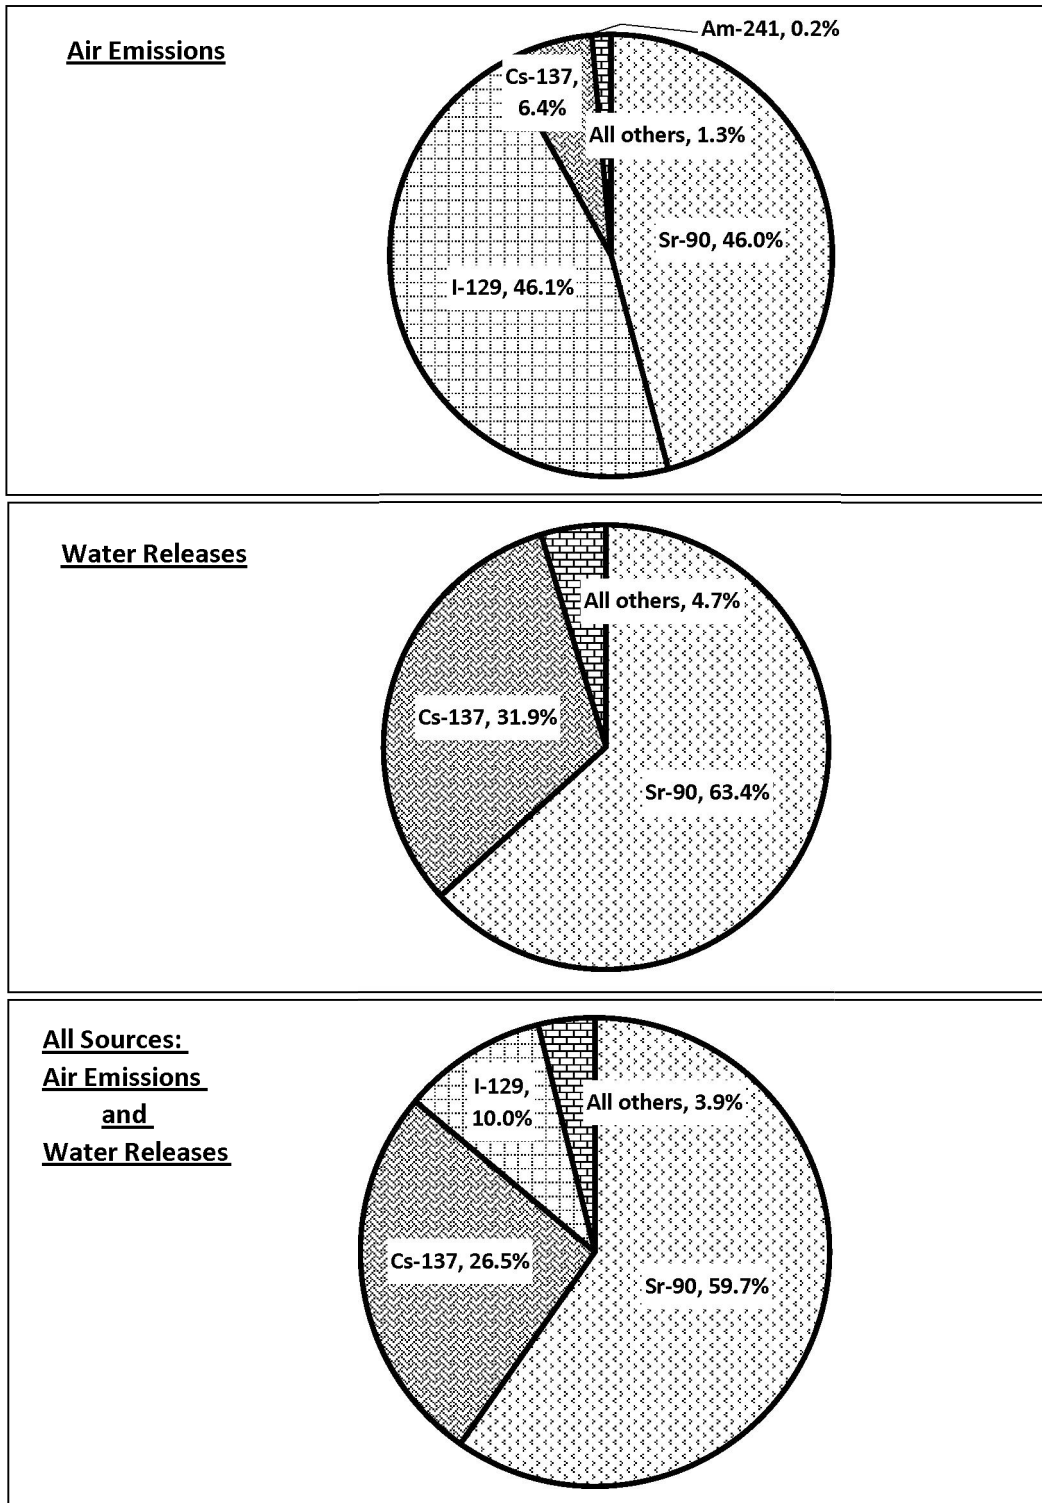 Air Emissions
Am-241, 0.2%
Cs-137,
6.4%
All others, 1.3%
Sr-90, 46.0%
I-129, 46.1%
Water Releases
All others, 4.7%
Cs-137, 31.9%
Sr-90, 63.4%
All Sources:
Air Emissions
and
Water Releases
I-129,
10.0%
All others, 3.9%
Cs-137, 26.5%
Sr-90, 59.7%